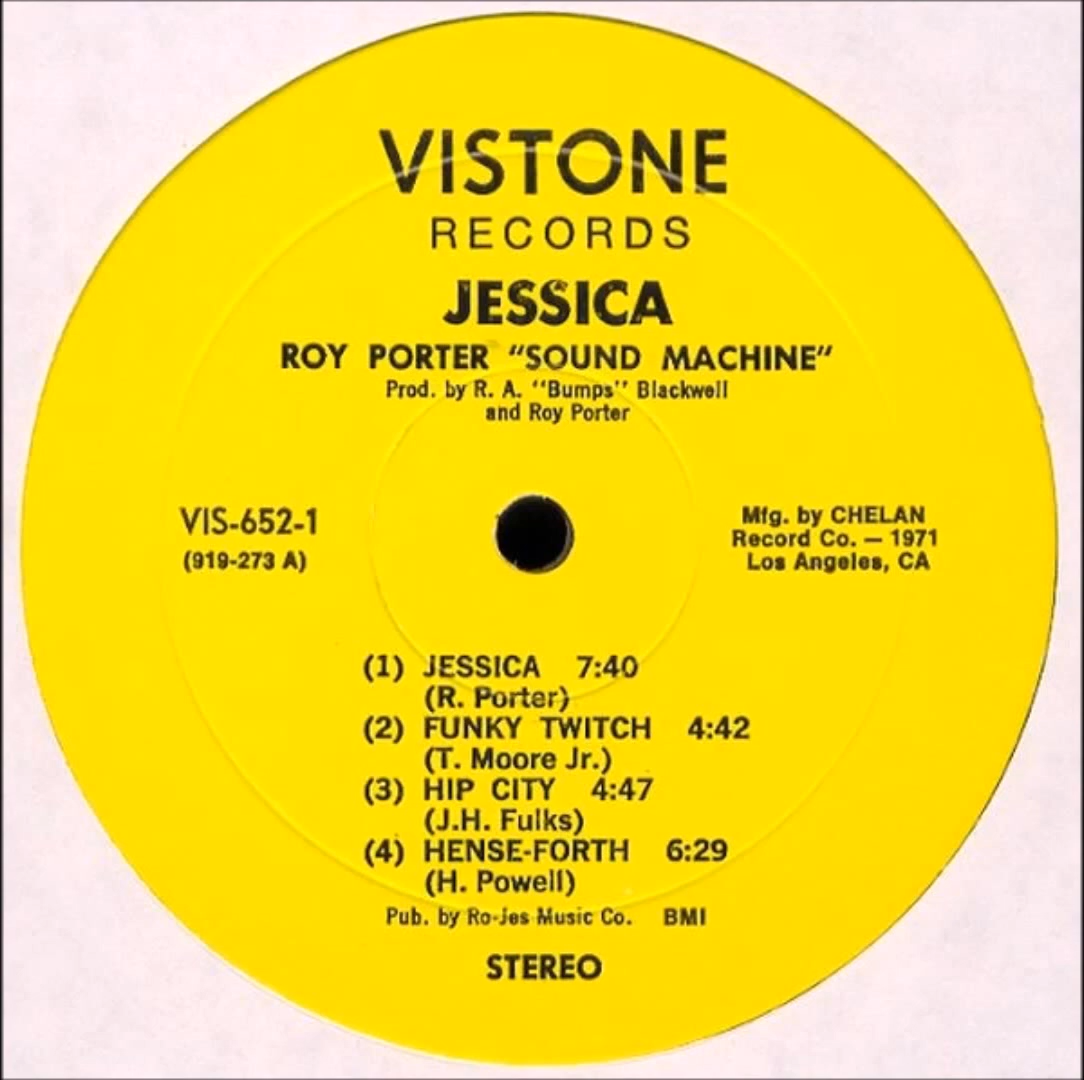 VISTONE
RECORDS
JESSICA
ROY PORTER "SOUND MACHINE"
Prod. by R. A. "Bumps" Blackwell
and Roy Porter
VIS-652-1
(919-273 A)
Mfg. by CHELAN
Record Co. — 1971
Los Angeles, CA
(1) JESSICA 7:40
(R. Porter)
(2) FUNKY TWITCH 4:42
(T. Moore Jr.)
(3) HIP CITY 4:47
(J.H. Fulks)
(4) HENSE-FORTH 6:29
(H. Powell)
Pub. by Ro-Jes Music Co. BMI
STEREO